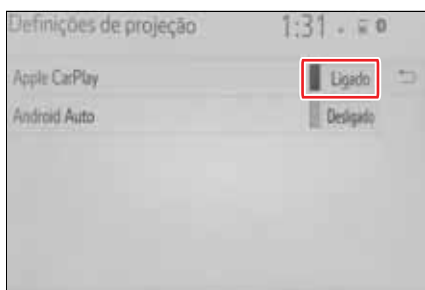 Definições de projeção 1:31
Apple CarPlay Ligado
Android Auto Desligado